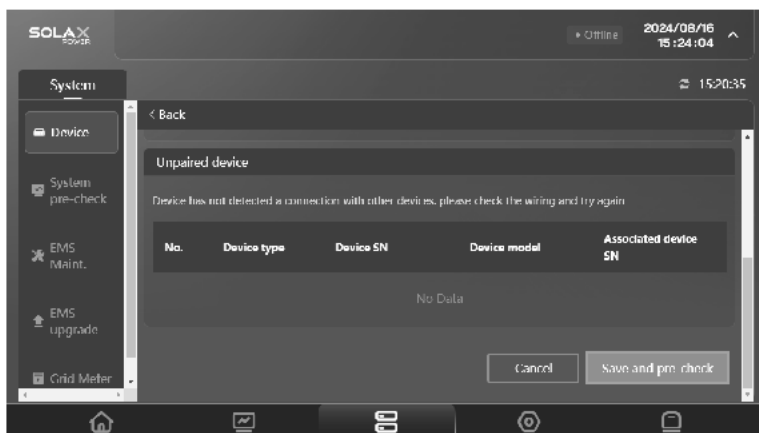 SOLAX
POWER
• Offline
2024/08/16
15:24:04
System
15:20:35
Device
< Back
Unpaired device
System
pre-check
Device has not detected a connection with other devices, please check the wiring and try again
No. Device type Device SN Device model Associated device SN
EMS
Maint.
No Data
EMS
upgrade
Cancel Save and pre-check
Grid Meter